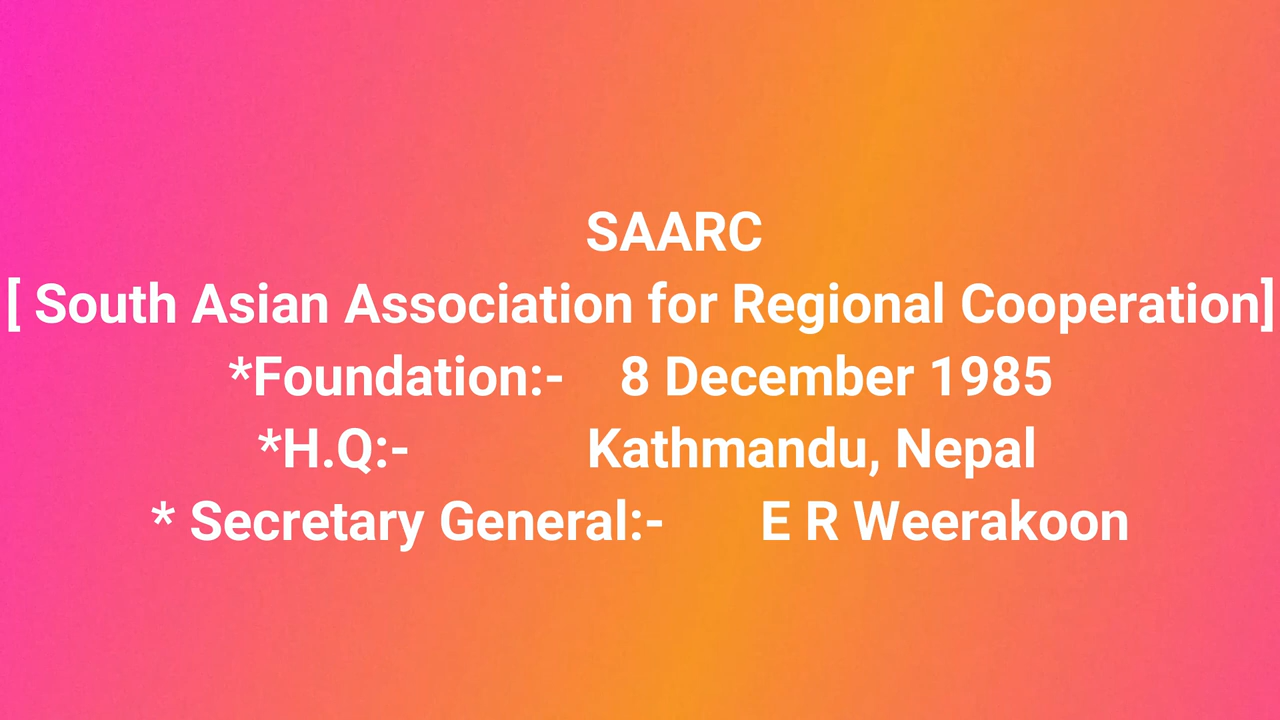 SAARC
[ South Asian Association for Regional Cooperation]
*Foundation:- 8 December 1985
*H.Q:- Kathmandu, Nepal
* Secretary General:- E R Weerakoon